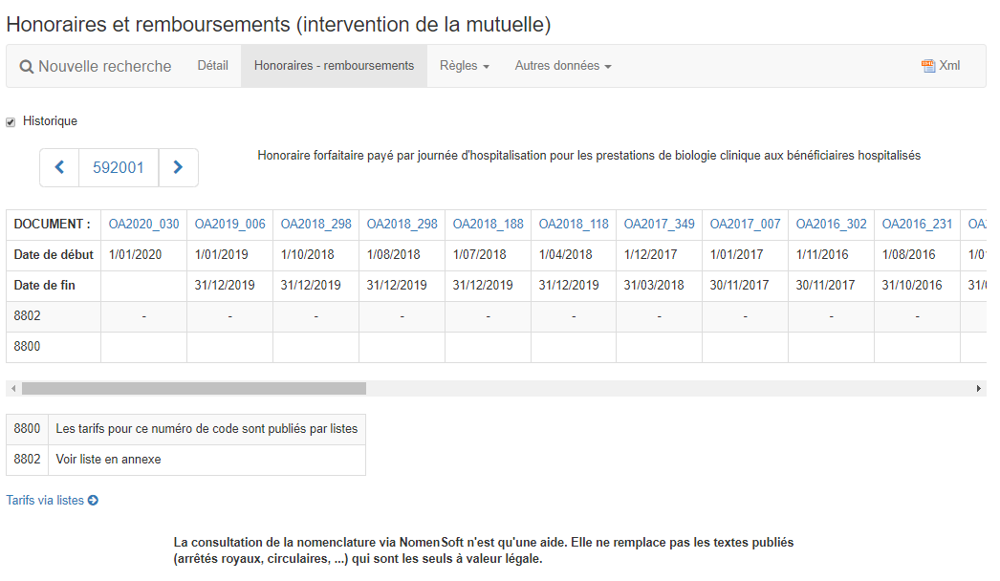 Honoraires et remboursements (intervention de la mutuelle)
Nouvelle recherche Détail Honoraires - remboursements Règles Autres données Xml
Historique
592001 Honoraire forfaitaire payé par journée d'hospitalisation pour les prestations de biologie clinique aux bénéficiaires hospitalisés
DOCUMENT : OA2020_030 OA2019_006 OA2018_298 OA2018_298 OA2018_188 OA2018_118 OA2017_349 OA2017_007 OA2016_302 OA2016_231
Date de début 1/01/2020 1/01/2019 1/10/2018 1/08/2018 1/07/2018 1/04/2018 1/12/2017 1/01/2017 1/11/2016 1/08/2016
Date de fin 31/12/2019 31/12/2019 31/12/2019 31/12/2019 31/12/2019 31/03/2018 30/11/2017 30/11/2017 31/10/2016
8802 - - - - - - - - - -
8800
8800 Les tarifs pour ce numéro de code sont publiés par listes
8802 Voir liste en annexe
Tarifs via listes
La consultation de la nomenclature via NomenSoft n'est qu'une aide. Elle ne remplace pas les textes publiés
(arrêtés royaux, circulaires, ...) qui sont les seuls à valeur légale.